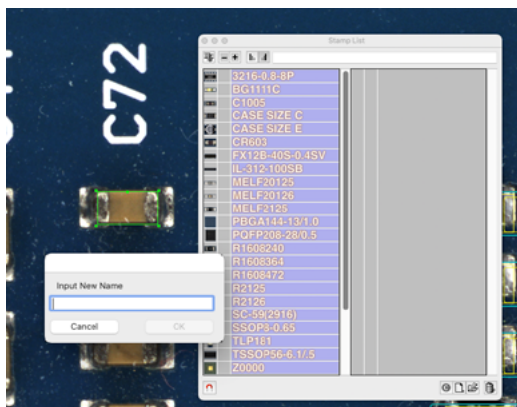 C72
Stamp List
3216-0.8-8P
BG1111C
C1005
CASE SIZE C
CASE SIZE E
CR603
FX12B-40S-0.4SV
IL-312-100SB
MELF20125
MELF20126
MELF2125
PBGA144-13/1.0
PQFP208-28/0.5
R1608240
R1608364
R1608472
R2125
R2126
SC-59(2916)
SSOP8-0.65
TLP181
TSSOP56-6.1/.5
Z0000
Input New Name
Cancel
OK